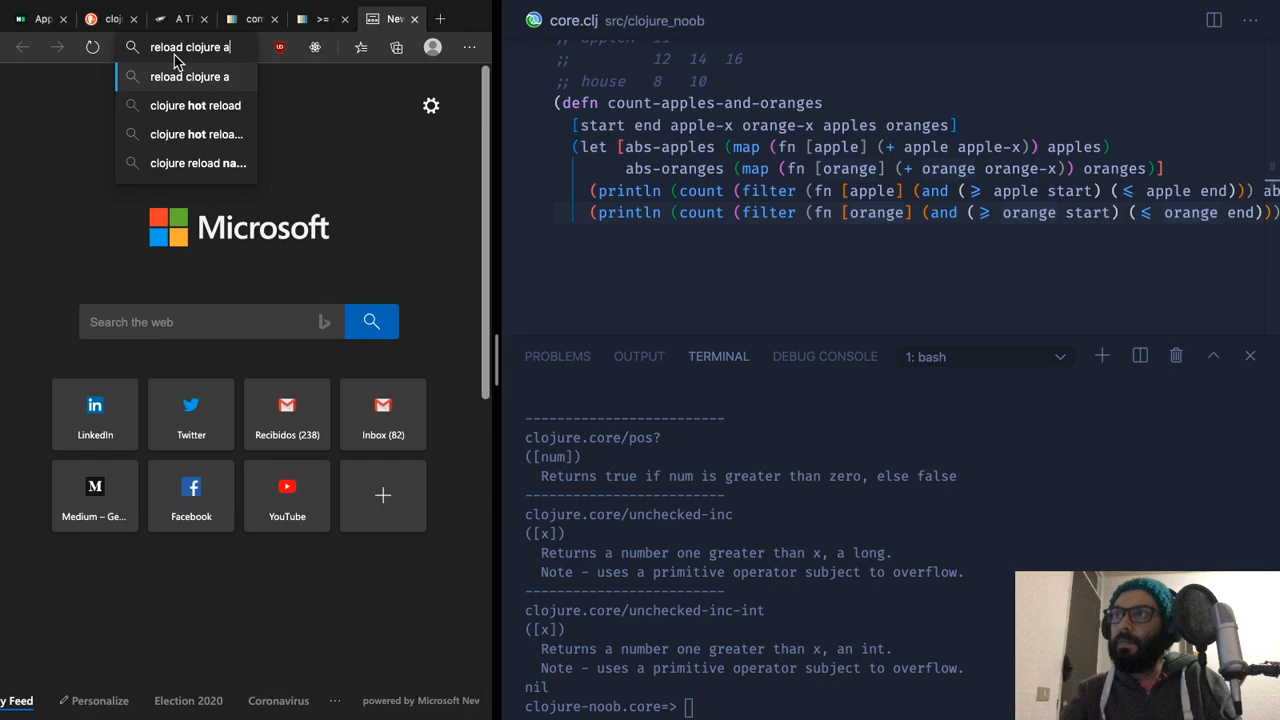 App
cloj
A Ti
con
>=
New
reload clojure a
reload clojure a
clojure hot reload
clojure hot reloa...
clojure reload na...
Microsoft
Search the web
LinkedIn
Twitter
Recibidos (238)
Inbox (82)
Medium – Ge...
Facebook
YouTube
y Feed
Personalize
Election 2020
Coronavirus
...
powered by Microsoft New
core.clj src/clojure_noob
;; 12 14 16
;; house 8 10
(defn count-apples-and-oranges
[start end apple-x orange-x apples oranges]
(let [abs-apples (map (fn [apple] (+ apple apple-x)) apples)
abs-oranges (map (fn [orange] (+ orange orange-x)) oranges)]
(println (count (filter (fn [apple] (and (⩾ apple start) (⩽ apple end))) ab
(println (count (filter (fn [orange] (and (⩾ orange start) (⩽ orange end)))
PROBLEMS OUTPUT TERMINAL DEBUG CONSOLE 1: bash
-------------------------
clojure.core/pos?
([num])
Returns true if num is greater than zero, else false
-------------------------
clojure.core/unchecked-inc
([x])
Returns a number one greater than x, a long.
Note - uses a primitive operator subject to overflow.
-------------------------
clojure.core/unchecked-inc-int
([x])
Returns a number one greater than x, an int.
Note - uses a primitive operator subject to overflow.
nil
clojure-noob.core=>